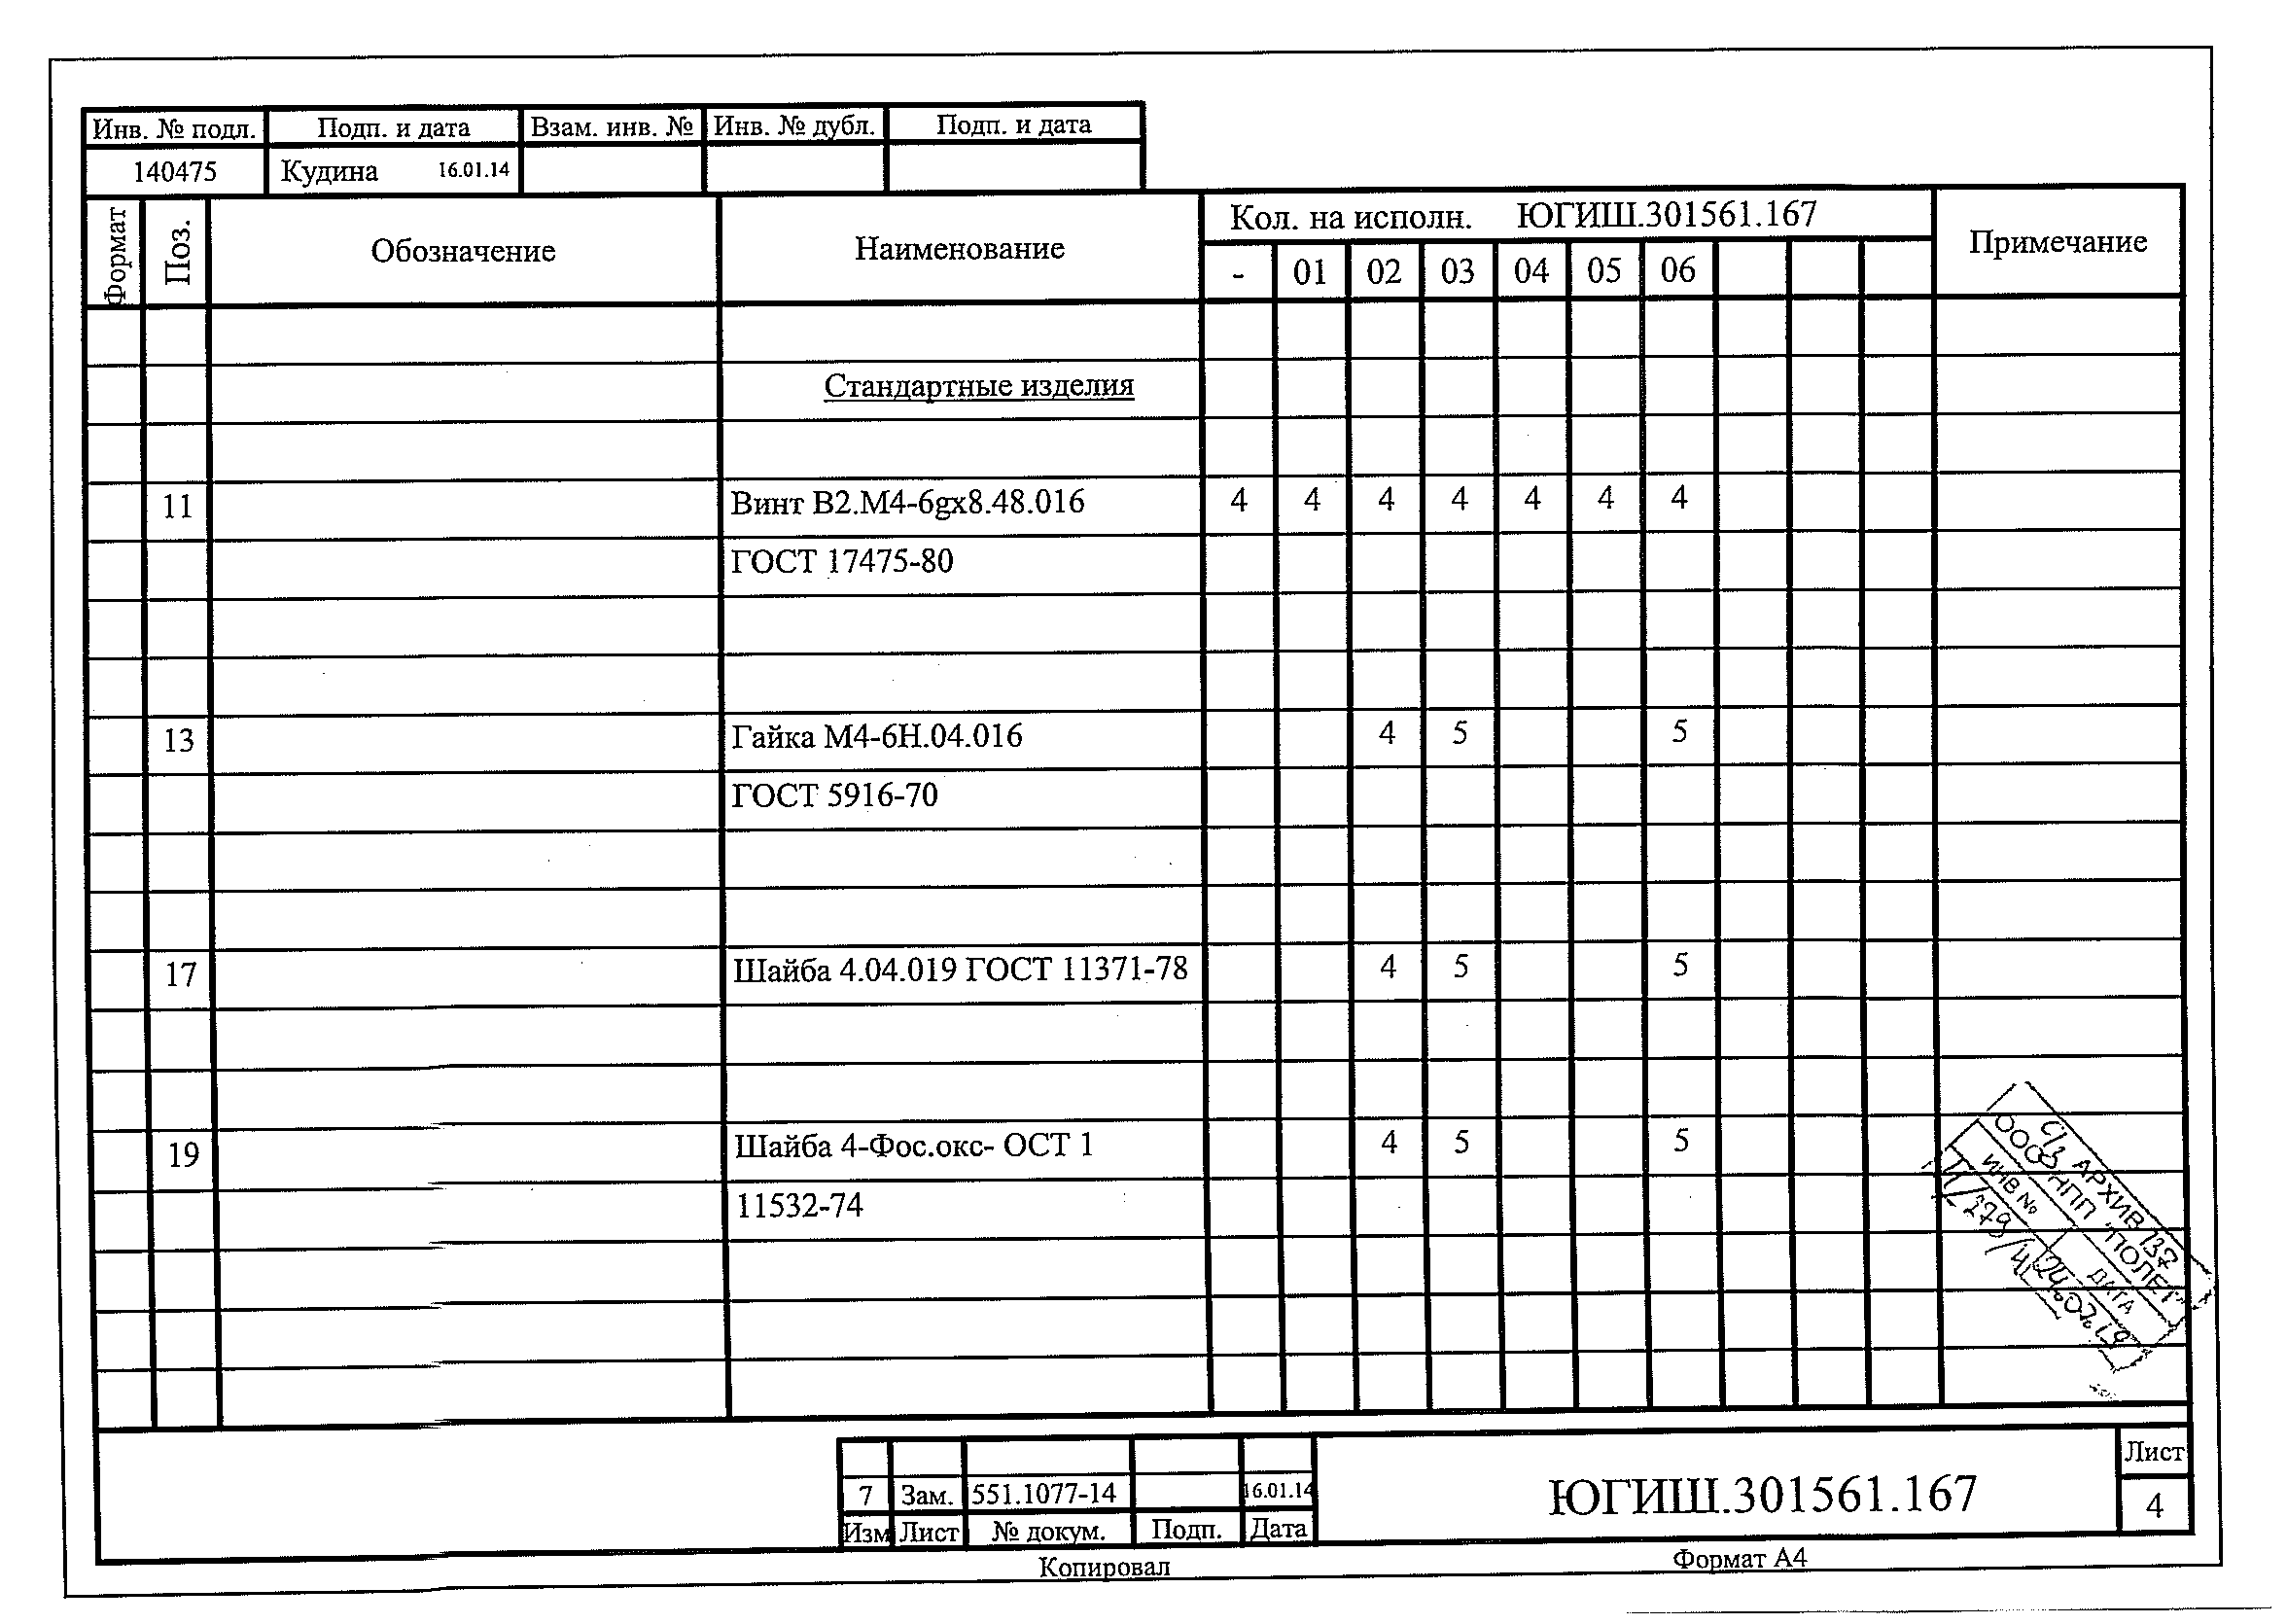 Инв. № подл. Подп. и дата Взам. инв. № Инв. № дубл. Подп. и дата
140475 Кудина 16.01.14
Формат Поз. Обозначение Наименование Кол. на исполн. ЮГИШ.301561.167 Примечание
- 01 02 03 04 05 06
Стандартные изделия
11 Винт В2.М4-6gx8.48.016 4 4 4 4 4 4 4
ГОСТ 17475-80
13 Гайка М4-6Н.04.016 4 5 5
ГОСТ 5916-70
17 Шайба 4.04.019 ГОСТ 11371-78 4 5 5
19 Шайба 4-Фос.окс- ОСТ 1 4 5 5
11532-74
АРХИВ 137
ООО НПП "ПОЛЕТ"
ИНВ № ДАТА
24.02.19
7 Зам. 551.1077-14 16.01.14
Изм Лист № докум. Подп. Дата
ЮГИШ.301561.167
Лист
4
Копировал Формат А4